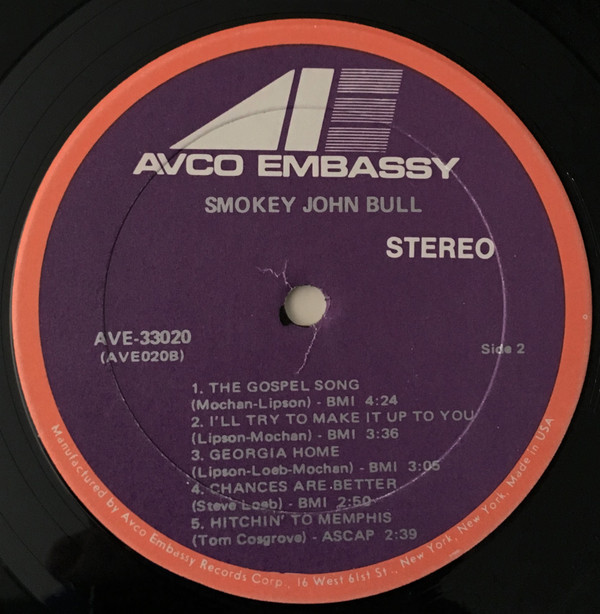 AVCO EMBASSY
SMOKEY JOHN BULL
STEREO
AVE-33020
(AVE020B)
Side 2
1. THE GOSPEL SONG
(Mochan-Lipson) - BMI 4:24
2. I'LL TRY TO MAKE IT UP TO YOU
(Lipson-Mochan) - BMI 3:36
3. GEORGIA HOME
(Lipson-Loeb-Mochan) - BMI 3:05
4. CHANCES ARE BETTER
(Steve Loeb) - BMI 2:50
5. HITCHIN' TO MEMPHIS
(Tom Cosgrove) - ASCAP 2:39
Manufactured by Avco Embassy Records Corp., 16 West 61st St., New York, New York, Made in USA